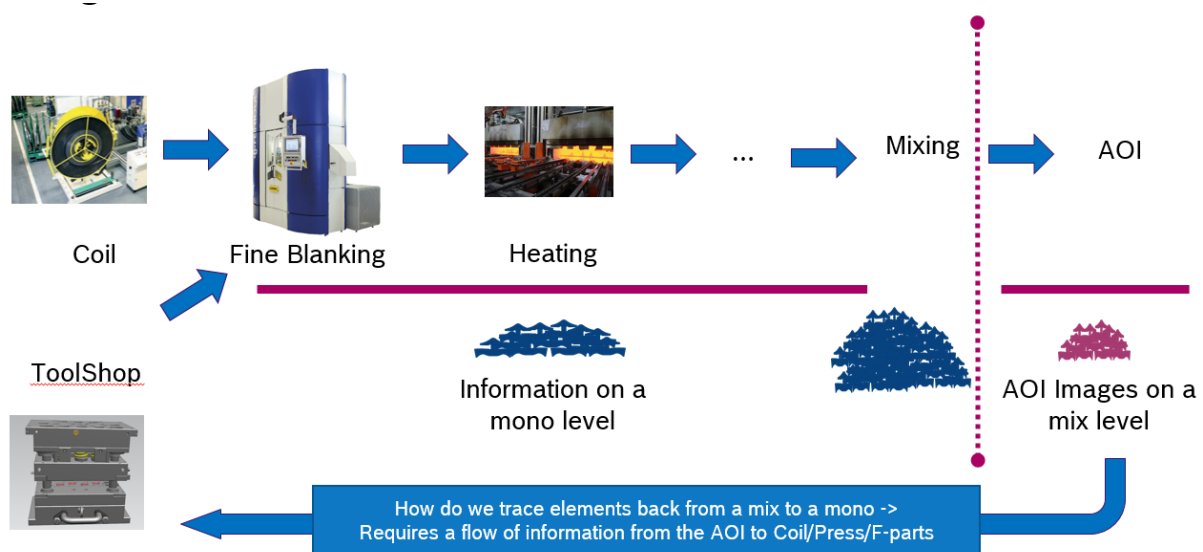 Mixing
AOI
...
Coil
Fine Blanking
Heating
ToolShop
Information on a
mono level
AOI Images on a
mix level
How do we trace elements back from a mix to a mono ->
Requires a flow of information from the AOI to Coil/Press/F-parts